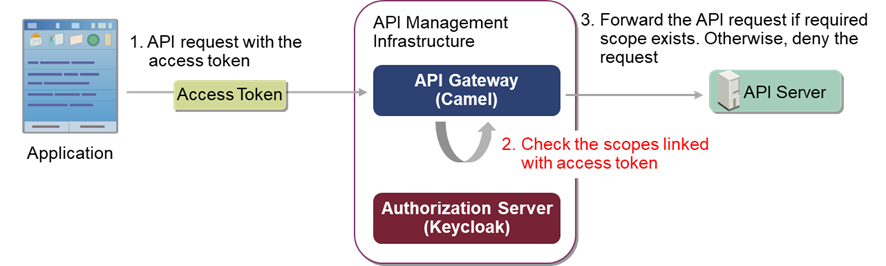 1. API request with the
access token
Access Token
Application
API Management
Infrastructure
API Gateway
(Camel)
2. Check the scopes linked
with access token
Authorization Server
(Keycloak)
3. Forward the API request if required
scope exists. Otherwise, deny the
request
API Server